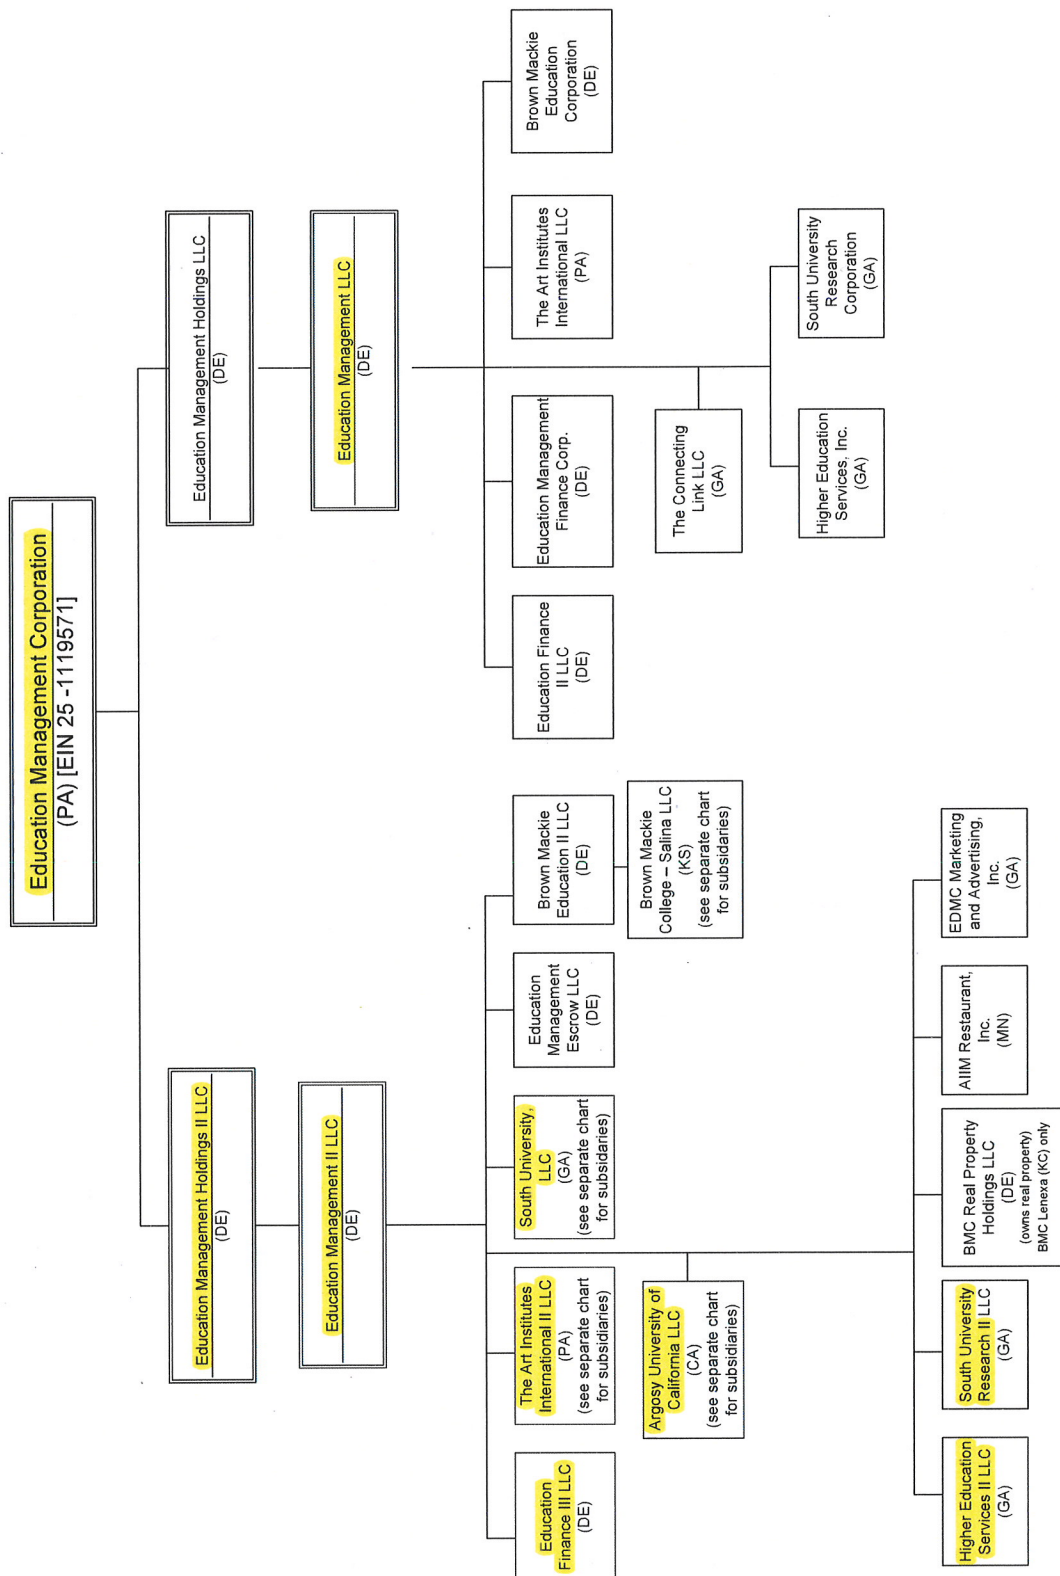 Education Management Corporation
(PA) [EIN 25 -1119571]
Education Management Holdings II LLC
(DE)
Education Management Holdings LLC
(DE)
Education Management II LLC
(DE)
Education Management LLC
(DE)
Education
Finance III LLC
(DE)
The Art Institutes
International II LLC
(PA)
(see separate chart
for subsidiaries)
South University,
LLC
(GA)
(see separate chart
for subsidaries)
Education
Management
Escrow LLC
(DE)
Brown Mackie
Education II LLC
(DE)
Education Finance
II LLC
(DE)
Education Management
Finance Corp.
(DE)
The Art Institutes
International LLC
(PA)
Brown Mackie
Education
Corporation
(DE)
Argosy University of
California LLC
(CA)
(see separate chart
for subsidiaries)
Brown Mackie
College – Salina LLC
(KS)
(see separate chart
for subsidaries)
The Connecting
Link LLC
(GA)
Higher Education
Services, Inc.
(GA)
South University
Research
Corporation
(GA)
Higher Education
Services II LLC
(GA)
South University
Research II LLC
(GA)
BMC Real Property
Holdings LLC
(DE)
(owns real property)
BMC Lenexa (KC) only
AIIM Restaurant,
Inc.
(MN)
EDMC Marketing
and Advertising,
Inc.
(GA)